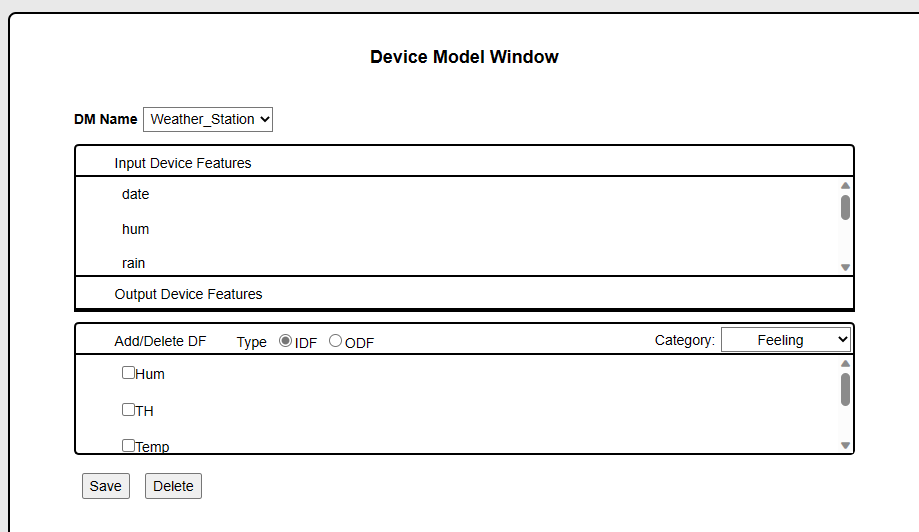 Device Model Window
DM Name Weather_Station
Input Device Features
date
hum
rain
Output Device Features
Add/Delete DF Type IDF ODF Category: Feeling
Hum
TH
Temp
Save Delete